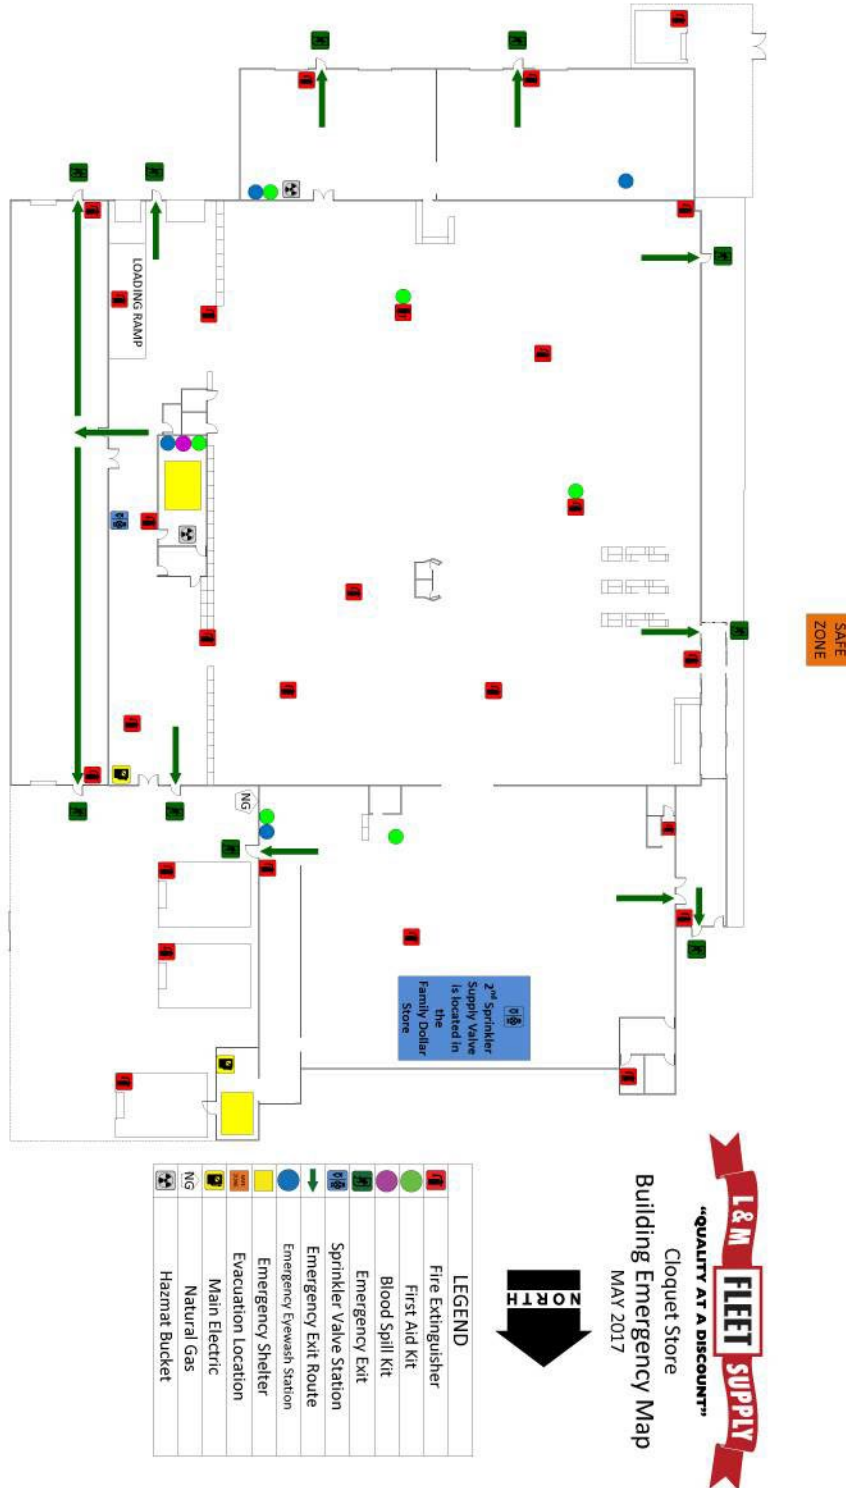 L & M FLEET SUPPLY
"QUALITY AT A DISCOUNT"
Cloquet Store
Building Emergency Map
MAY 2017
NORTH
LEGEND
Fire Extinguisher
First Aid Kit
Blood Spill Kit
Emergency Exit
Sprinkler Valve Station
Emergency Exit Route
Emergency Eyewash Station
Emergency Shelter
SAFE
ZONE
Evacuation Location
Main Electric
NG
Natural Gas
Hazmat Bucket
SAFE
ZONE
LOADING RAMP
NG
2nd Sprinkler
Supply Valve
is located in
the
Family Dollar
Store